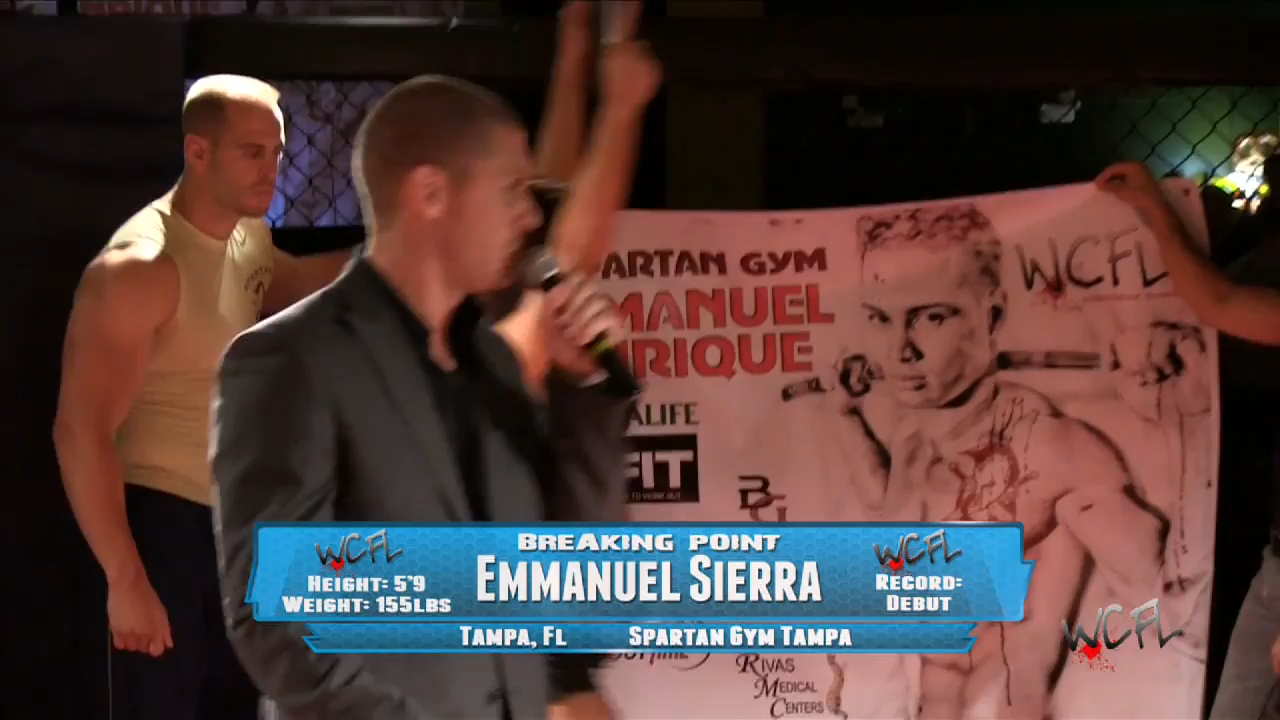 ARTAN GYM
MANUEL
RIQUE
WCFL
ALIFE
FIT
WCFL
BREAKING POINT
WCFL
EMMANUEL SIERRA
HEIGHT: 5'9
WEIGHT: 155LBS
RECORD:
DEBUT
TAMPA, FL
SPARTAN GYM TAMPA
WCFL
RIVAS
MEDICAL
CENTERS